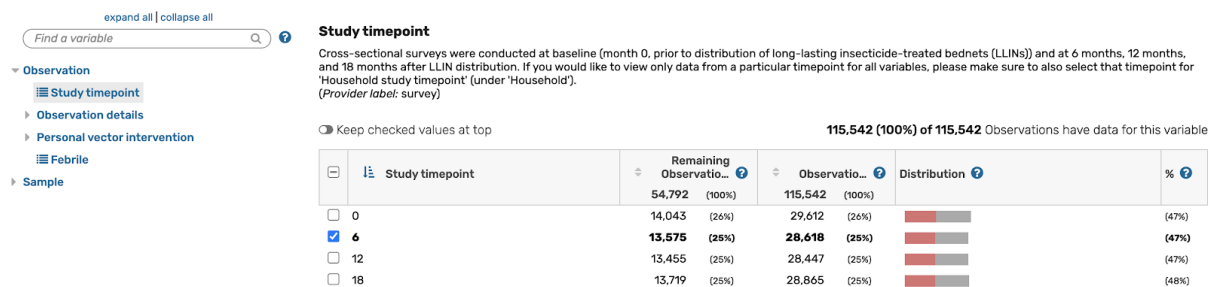 expand all | collapse all
Find a variable
Observation
Study timepoint
Observation details
Personal vector intervention
Febrile
Sample
Study timepoint
Cross-sectional surveys were conducted at baseline (month 0, prior to distribution of long-lasting insecticide-treated bednets (LLINs)) and at 6 months, 12 months,
and 18 months after LLIN distribution. If you would like to view only data from a particular timepoint for all variables, please make sure to also select that timepoint for
'Household study timepoint' (under 'Household').
(Provider label: survey)
Keep checked values at top
115,542 (100%) of 115,542 Observations have data for this variable
Study timepoint
Remaining
Observatio... ?
54,792 (100%)
Observatio... ?
115,542 (100%)
Distribution ?
% ?
0 14,043 (26%) 29,612 (26%) (47%)
6 13,575 (25%) 28,618 (25%) (47%)
12 13,455 (25%) 28,447 (25%) (47%)
18 13,719 (25%) 28,865 (25%) (48%)